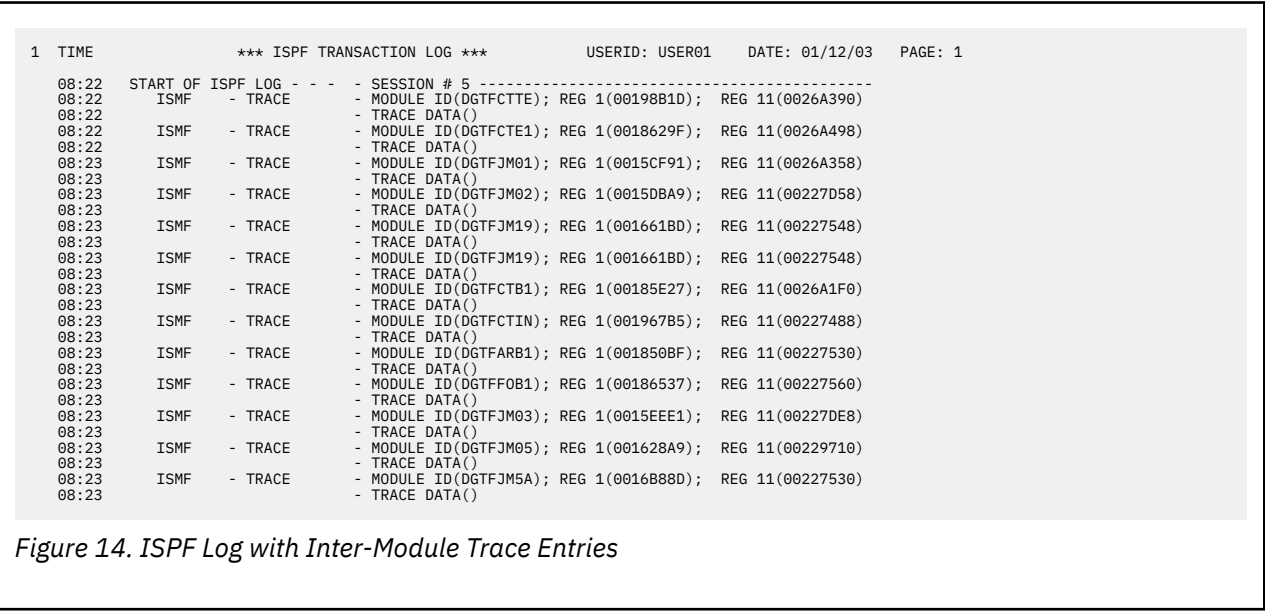 1 TIME *** ISPF TRANSACTION LOG *** USERID: USER01 DATE: 01/12/03 PAGE: 1
08:22 START OF ISPF LOG - - - - SESSION # 5 --------------------------------------------
08:22 ISMF - TRACE - MODULE ID(DGTFCTTE); REG 1(00198B1D); REG 11(0026A390)
08:22 - TRACE DATA()
08:22 ISMF - TRACE - MODULE ID(DGTFCTE1); REG 1(0018629F); REG 11(0026A498)
08:22 - TRACE DATA()
08:23 ISMF - TRACE - MODULE ID(DGTFJM01); REG 1(0015CF91); REG 11(0026A358)
08:23 - TRACE DATA()
08:23 ISMF - TRACE - MODULE ID(DGTFJM02); REG 1(0015DBA9); REG 11(00227D58)
08:23 - TRACE DATA()
08:23 ISMF - TRACE - MODULE ID(DGTFJM19); REG 1(001661BD); REG 11(00227548)
08:23 - TRACE DATA()
08:23 ISMF - TRACE - MODULE ID(DGTFJM19); REG 1(001661BD); REG 11(00227548)
08:23 - TRACE DATA()
08:23 ISMF - TRACE - MODULE ID(DGTFCTB1); REG 1(00185E27); REG 11(0026A1F0)
08:23 - TRACE DATA()
08:23 ISMF - TRACE - MODULE ID(DGTFCTIN); REG 1(001967B5); REG 11(00227488)
08:23 - TRACE DATA()
08:23 ISMF - TRACE - MODULE ID(DGTFARB1); REG 1(001850BF); REG 11(00227530)
08:23 - TRACE DATA()
08:23 ISMF - TRACE - MODULE ID(DGTFFOB1); REG 1(00186537); REG 11(00227560)
08:23 - TRACE DATA()
08:23 ISMF - TRACE - MODULE ID(DGTFJM03); REG 1(0015EEE1); REG 11(00227DE8)
08:23 - TRACE DATA()
08:23 ISMF - TRACE - MODULE ID(DGTFJM05); REG 1(001628A9); REG 11(00229710)
08:23 - TRACE DATA()
08:23 ISMF - TRACE - MODULE ID(DGTFJM5A); REG 1(0016B88D); REG 11(00227530)
08:23 - TRACE DATA()
Figure 14. ISPF Log with Inter-Module Trace Entries